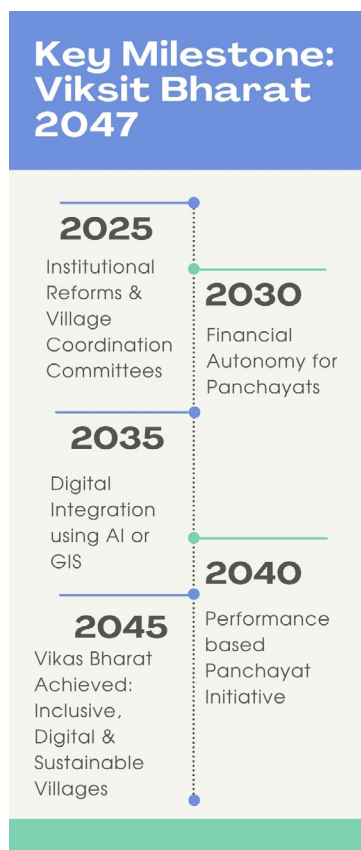 Key Milestone:
Viksit Bharat
2047
2025
Institutional
Reforms &
Village
Coordination
Committees
2030
Financial
Autonomy for
Panchayats
2035
Digital
Integration
using AI or
GIS
2040
Performance
based
Panchayat
Initiative
2045
Vikas Bharat
Achieved:
Inclusive,
Digital &
Sustainable
Villages